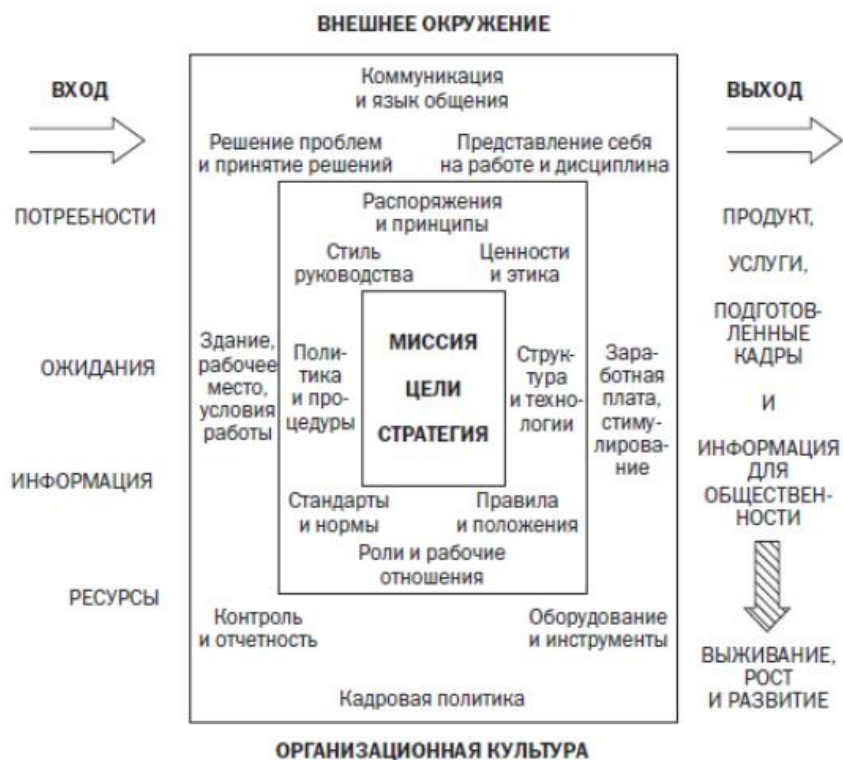 ВНЕШНЕЕ ОКРУЖЕНИЕ
ВХОД
ПОТРЕБНОСТИ
ОЖИДАНИЯ
ИНФОРМАЦИЯ
РЕСУРСЫ
Коммуникация
и язык общения
Решение проблем
и принятие решений
Представление себя
на работе и дисциплина
Распоряжения
и принципы
Стиль
руководства
Ценности
и этика
Здание,
рабочее
место,
условия
работы
Поли-
тика
и про-
цедуры
МИССИЯ
ЦЕЛИ
СТРАТЕГИЯ
Струк-
тура
и техно-
логии
Зара-
ботная
плата,
стиму-
лирова-
ние
Стандарты
и нормы
Правила
и положения
Роли и рабочие
отношения
Контроль
и отчетность
Оборудование
и инструменты
Кадровая политика
ВЫХОД
ПРОДУКТ,
УСЛУГИ,
ПОДГОТОВ-
ЛЕННЫЕ
КАДРЫ
И
ИНФОРМАЦИЯ
ДЛЯ
ОБЩЕСТВЕН-
НОСТИ
ВЫЖИВАНИЕ,
РОСТ
И РАЗВИТИЕ
ОРГАНИЗАЦИОННАЯ КУЛЬТУРА